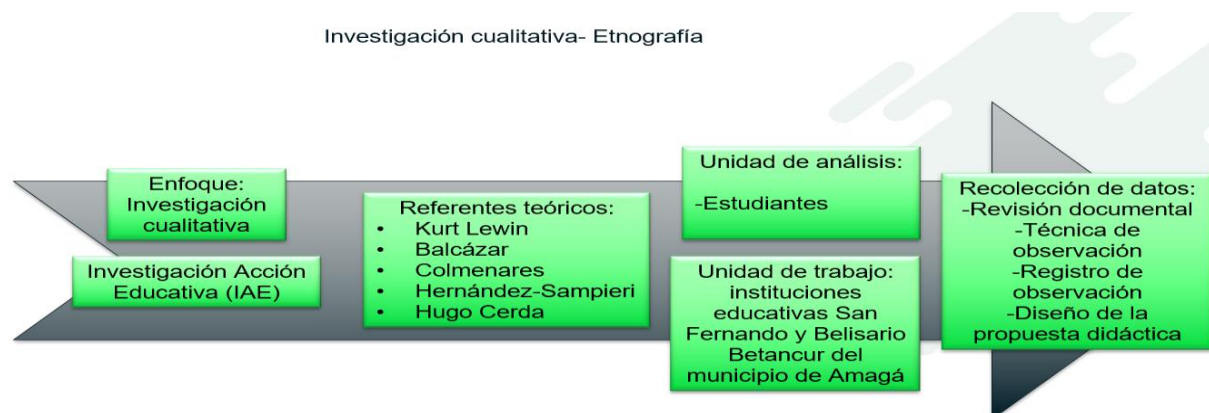 Investigación cualitativa- Etnografía
Enfoque:
Investigación
cualitativa
Investigación Acción
Educativa (IAE)
Referentes teóricos:
• Kurt Lewin
• Balcázar
• Colmenares
• Hernández-Sampieri
• Hugo Cerda
Unidad de análisis:
-Estudiantes
Unidad de trabajo:
instituciones
educativas San
Fernando y Belisario
Betancur del
municipio de Amagá
Recolección de datos:
-Revisión documental
-Técnica de
observación
-Registro de
observación
-Diseño de la
propuesta didáctica